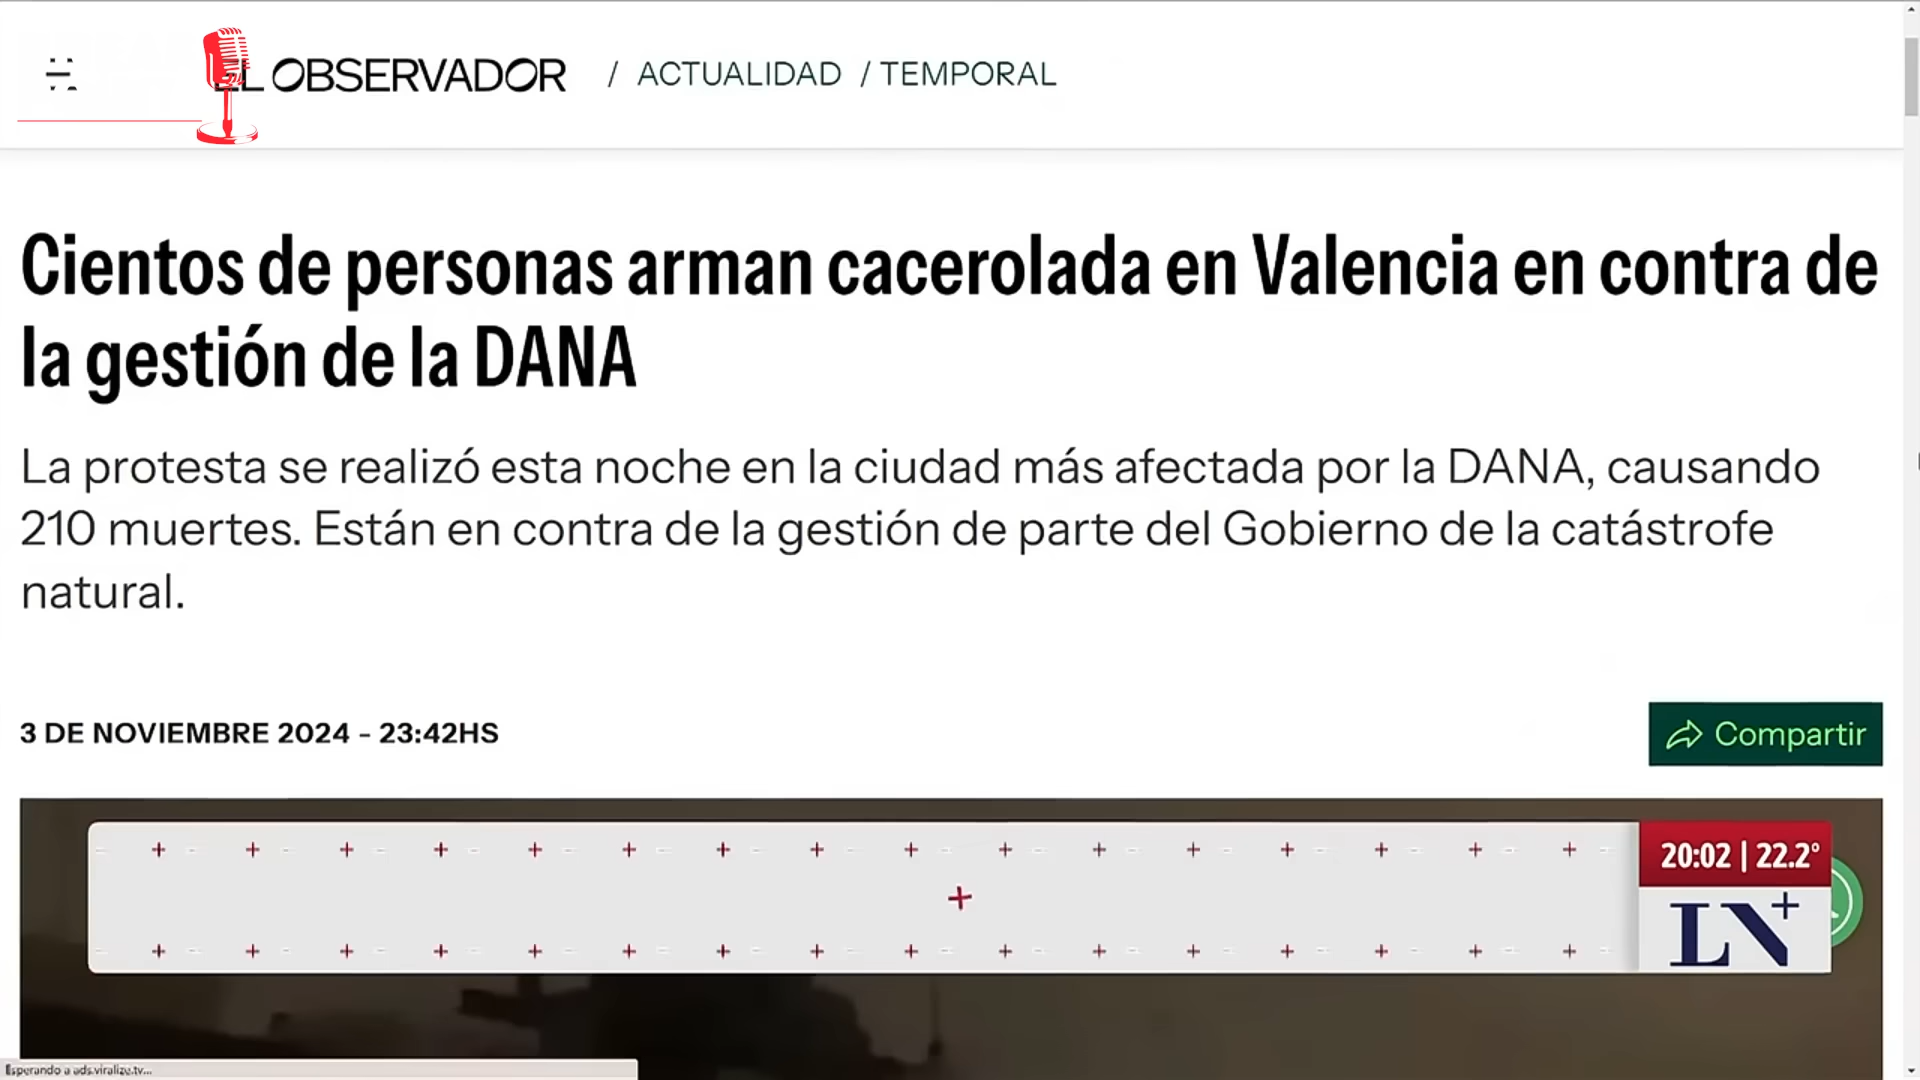 EL OBSERVADOR / ACTUALIDAD / TEMPORAL
Cientos de personas arman cacerolada en Valencia en contra de
la gestión de la DANA
La protesta se realizó esta noche en la ciudad más afectada por la DANA, causando
210 muertes. Están en contra de la gestión de parte del Gobierno de la catástrofe
natural.
3 DE NOVIEMBRE 2024 - 23:42HS
Compartir
20:02 | 22.2°
LN+
Esperando a ads.viralize.tv...